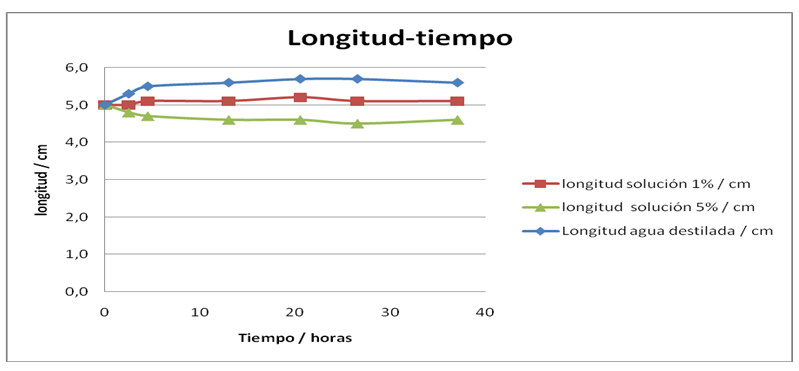 Longitud-tiempo
6,0
5,0
4,0
3,0
2,0
1,0
0,0
longitud / cm
0
10
20
30
40
Tiempo / horas
longitud solución 1% / cm
longitud solución 5% / cm
Longitud agua destilada / cm